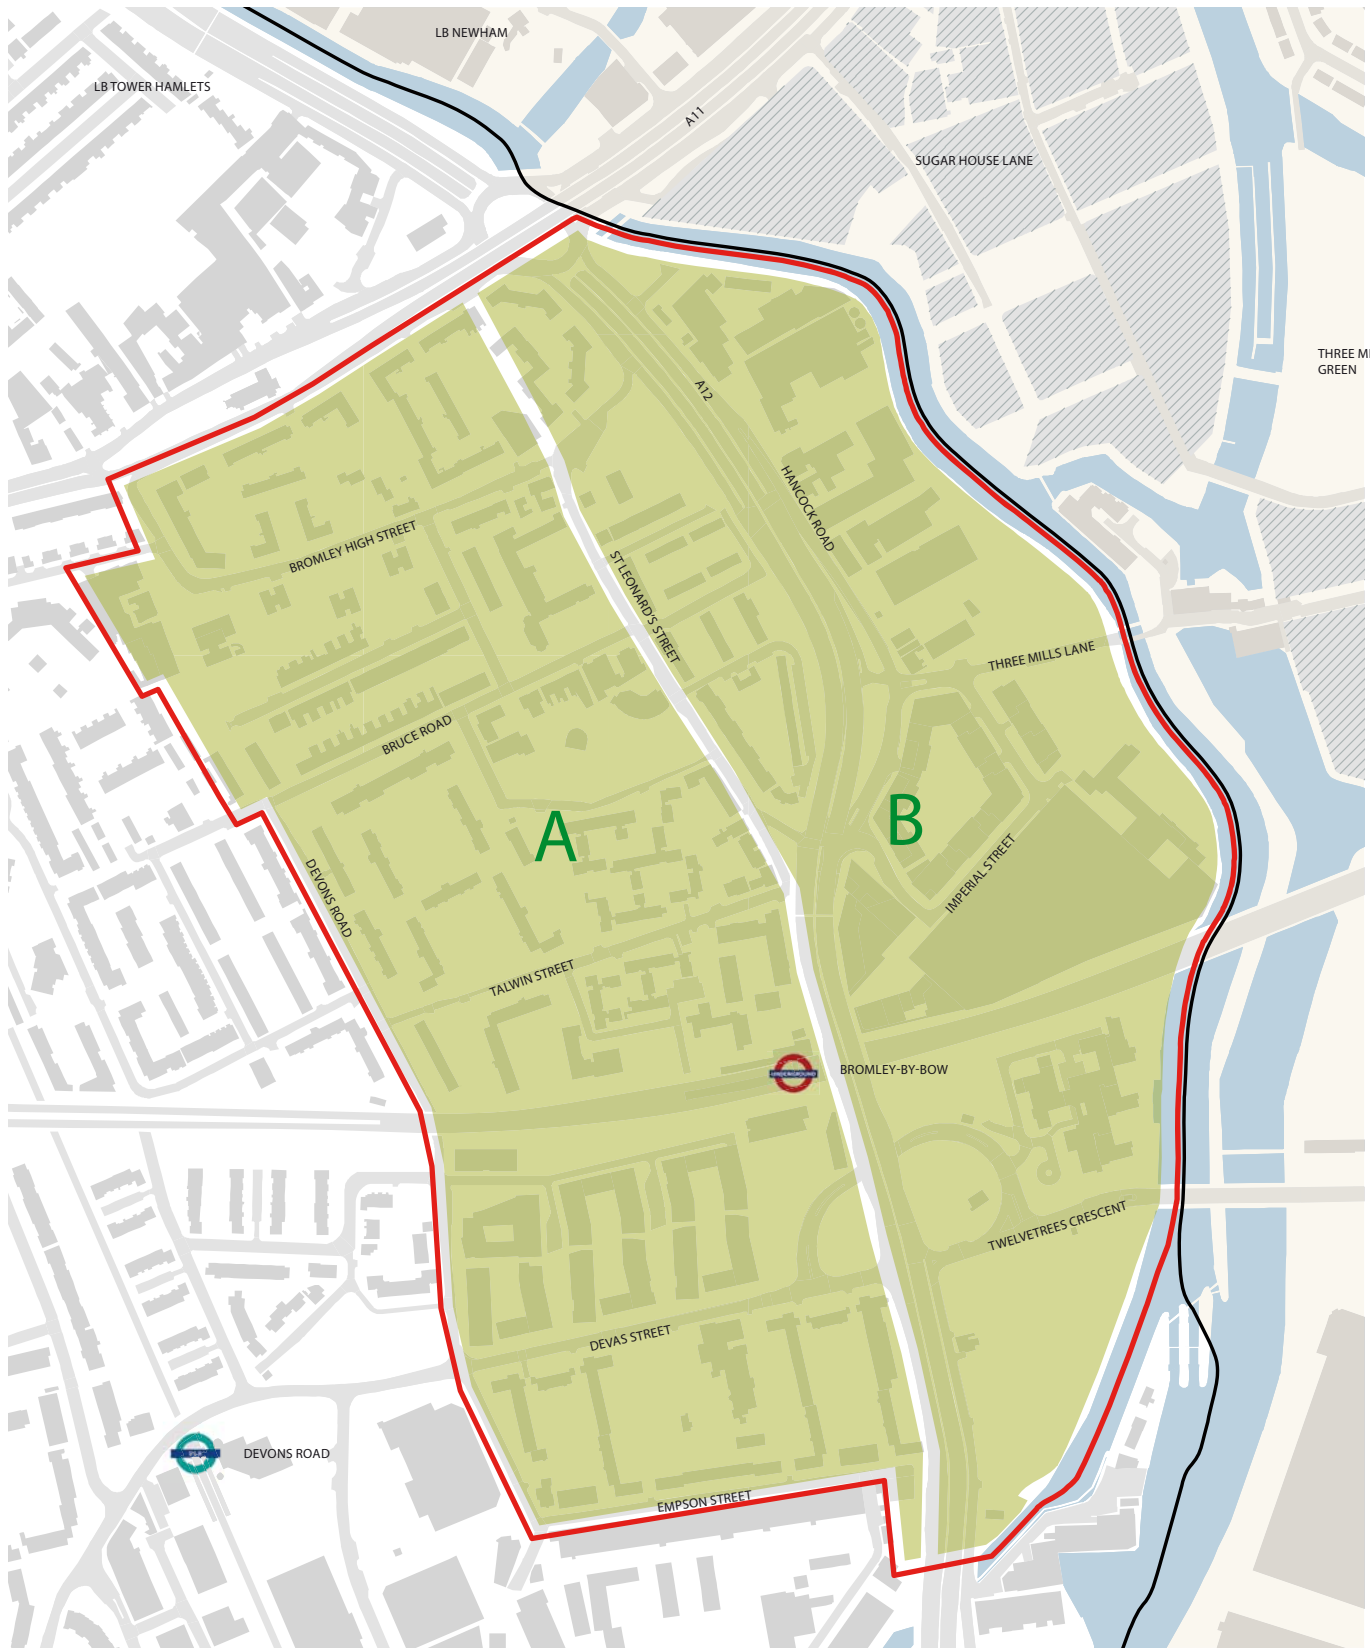 LB NEWHAM
LB TOWER HAMLETS
A11
SUGAR HOUSE LANE
THREE MI
GREEN
A12
HANCOCK ROAD
BROMLEY HIGH STREET
ST LEONARD'S STREET
THREE MILLS LANE
BRUCE ROAD
A
B
IMPERIAL STREET
DEVONS ROAD
TALWIN STREET
UNDERGROUND
BROMLEY-BY-BOW
TWELVETREES CRESCENT
DEVAS STREET
DEVONS ROAD
EMPSON STREET